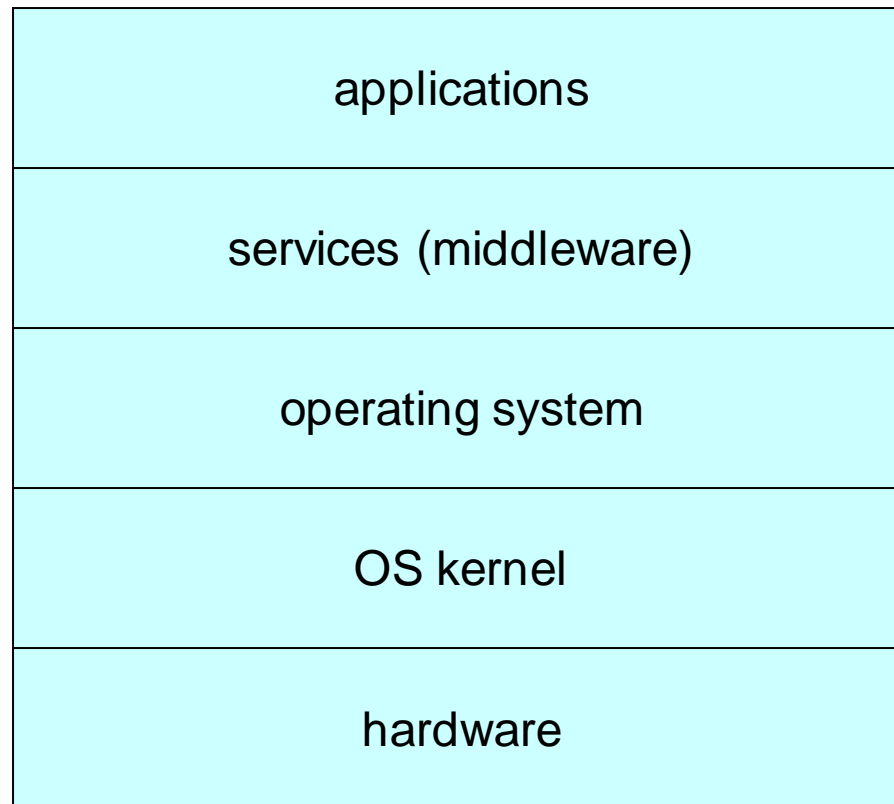 applications
services (middleware)
operating system
OS kernel
hardware